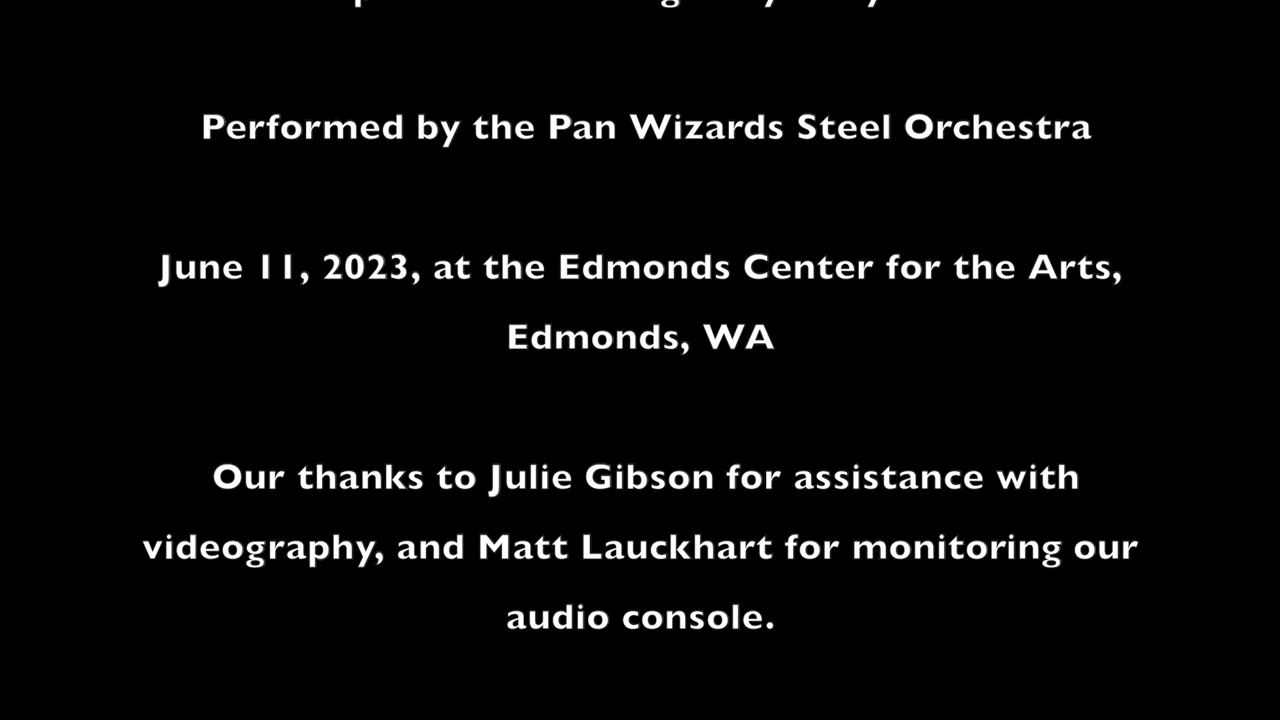 Performed by the Pan Wizards Steel Orchestra
June 11, 2023, at the Edmonds Center for the Arts,
Edmonds, WA
Our thanks to Julie Gibson for assistance with
videography, and Matt Lauckhart for monitoring our
audio console.